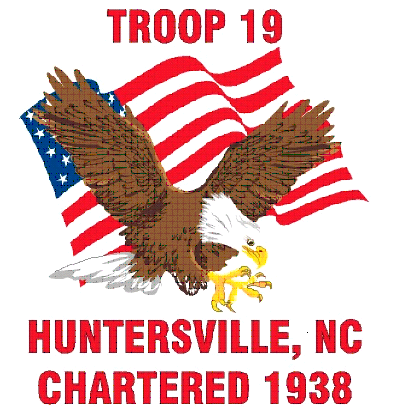 TROOP 19
HUNTERSVILLE, NC
CHARTERED 1938